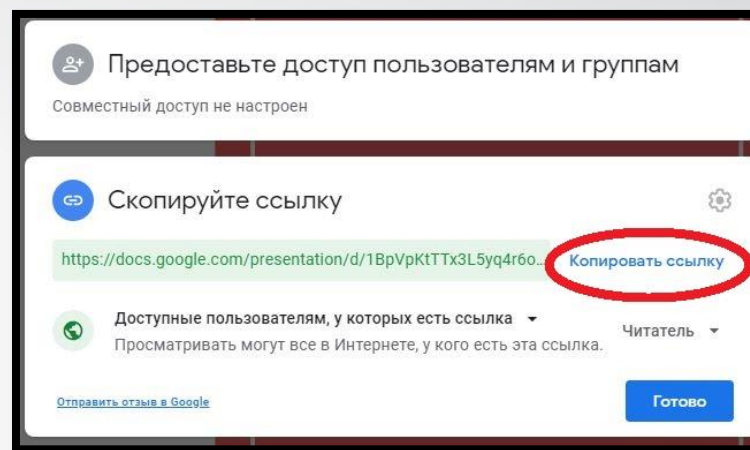 Предоставьте доступ пользователям и группам
Совместный доступ не настроен
Скопируйте ссылку
https://docs.google.com/presentation/d/1BpVpKtTTx3L5yq4r6o... Копировать ссылку
Доступные пользователям, у которых есть ссылка
Просматривать могут все в Интернете, у кого есть эта ссылка. Читатель
Отправить отзыв в Google Готово